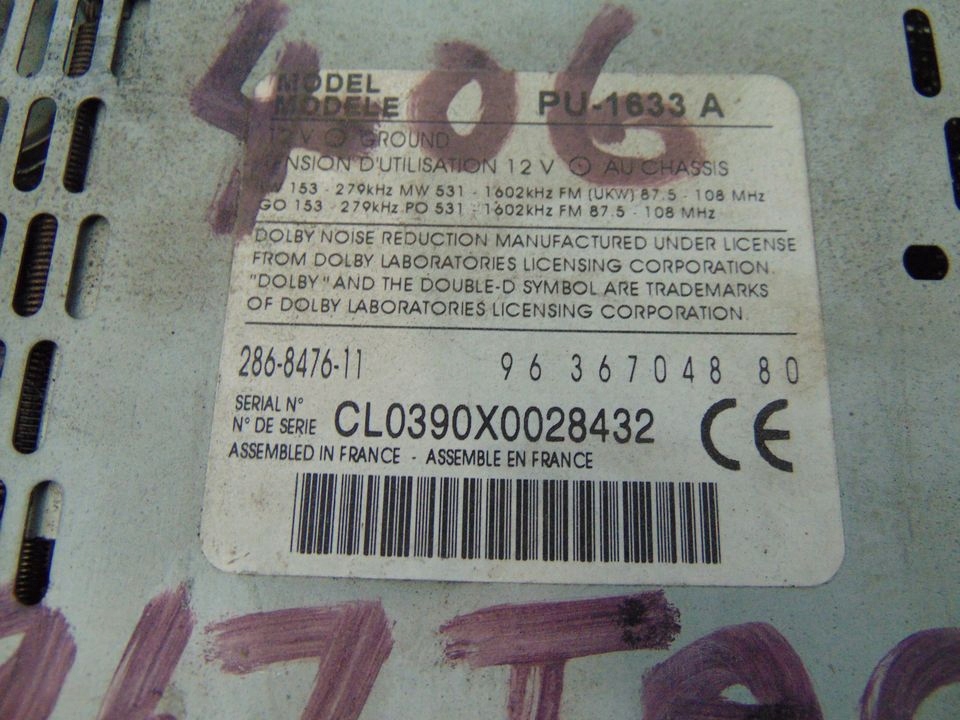 406
MODEL
MODELE PU-1633 A
12 V GROUND
TENSION D'UTILISATION 12 V AU CHASSIS
LW 153 - 279kHz MW 531 - 1602kHz FM (UKW) 87.5 - 108 MHz
GO 153 - 279kHz PO 531 - 1602kHz FM 87.5 - 108 MHz
DOLBY NOISE REDUCTION MANUFACTURED UNDER LICENSE
FROM DOLBY LABORATORIES LICENSING CORPORATION.
"DOLBY" AND THE DOUBLE-D SYMBOL ARE TRADEMARKS
OF DOLBY LABORATORIES LICENSING CORPORATION.
286-8476-11 96 367048 80
SERIAL N°
N° DE SERIE CL0390X0028432 CE
ASSEMBLED IN FRANCE - ASSEMBLE EN FRANCE